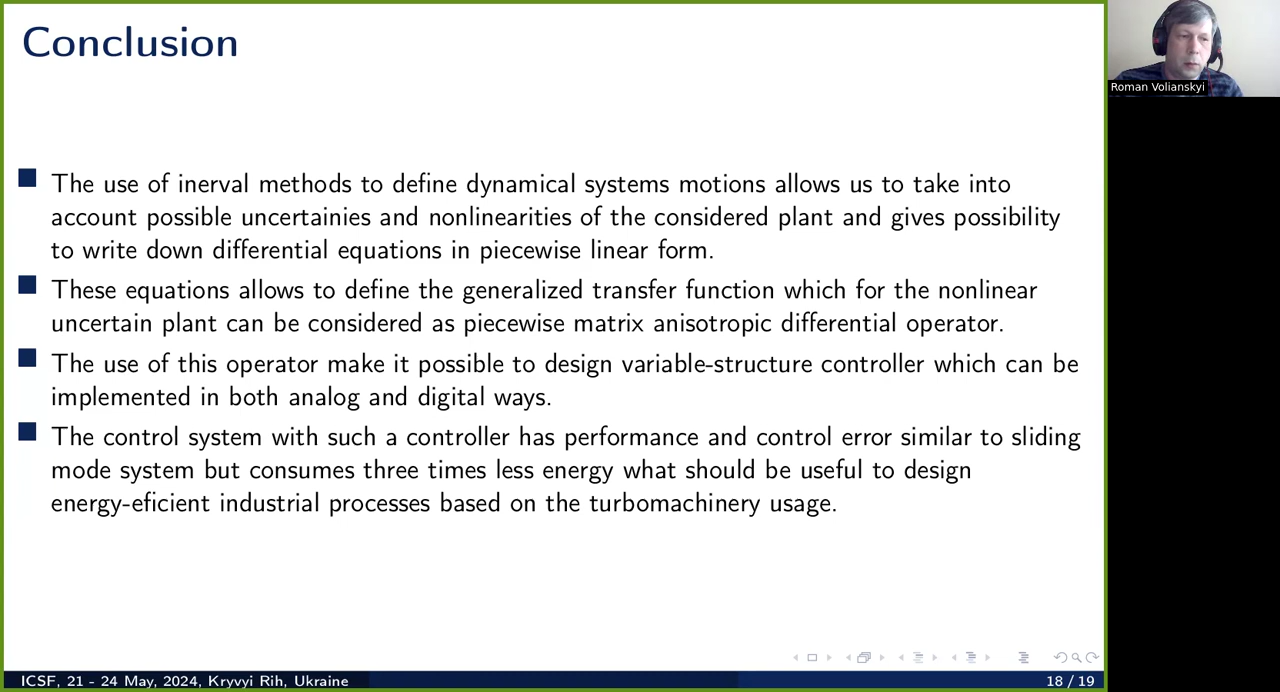 Conclusion
Roman Volianskyi
The use of inerval methods to define dynamical systems motions allows us to take into
account possible uncertainies and nonlinearities of the considered plant and gives possibility
to write down differential equations in piecewise linear form.
These equations allows to define the generalized transfer function which for the nonlinear
uncertain plant can be considered as piecewise matrix anisotropic differential operator.
The use of this operator make it possible to design variable-structure controller which can be
implemented in both analog and digital ways.
The control system with such a controller has performance and control error similar to sliding
mode system but consumes three times less energy what should be useful to design
energy-eficient industrial processes based on the turbomachinery usage.
ICSF, 21 - 24 May, 2024, Kryvyi Rih, Ukraine
18 / 19